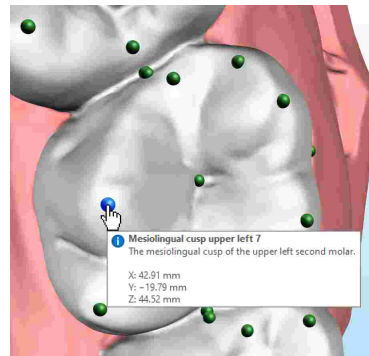 Mesiolingual cusp upper left 7
The mesiolingual cusp of the upper left second molar.
X: 42.91 mm
Y: -19.79 mm
Z: 44.52 mm